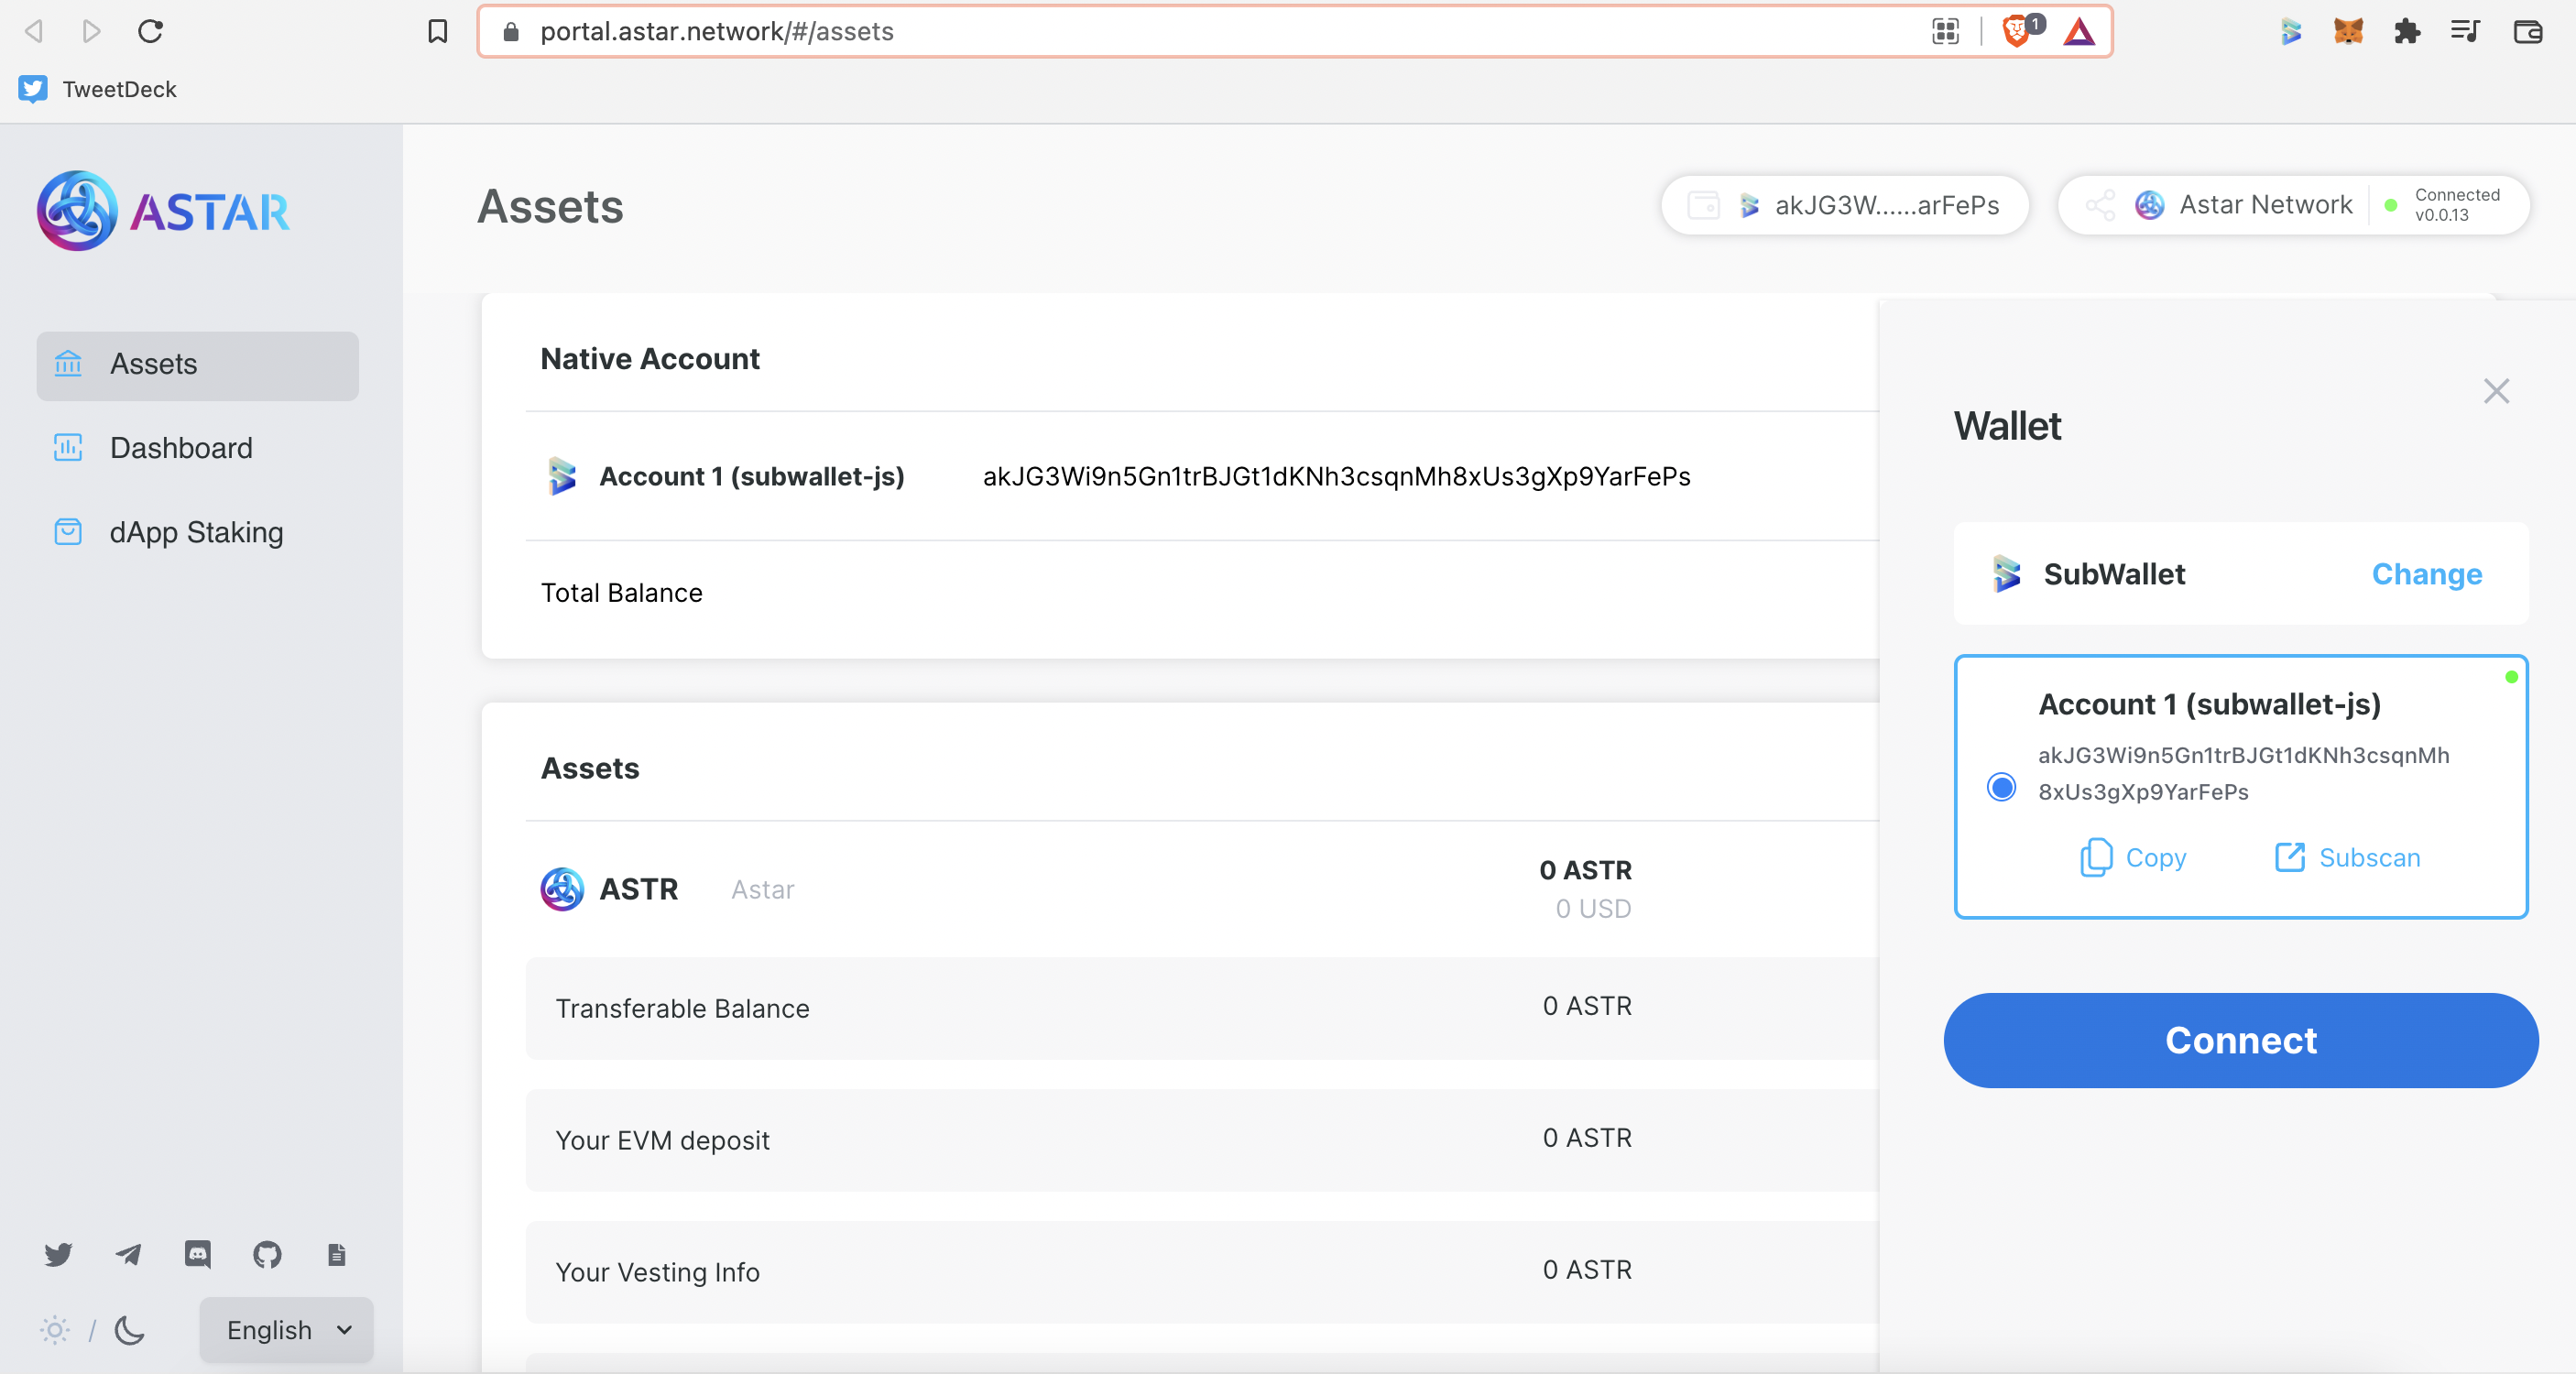 portal.astar.network/#/assets
1
TweetDeck
ASTAR
Assets
Dashboard
dApp Staking
English
/
Assets
akJG3W......arFePs
Astar Network
Connected
v0.0.13
Native Account
Account 1 (subwallet-js)
akJG3Wi9n5Gn1trBJGt1dKNh3csqnMh8xUs3gXp9YarFePs
Total Balance
Assets
ASTR
Astar
0 ASTR
0 USD
Transferable Balance
0 ASTR
Your EVM deposit
0 ASTR
Your Vesting Info
0 ASTR
Wallet
SubWallet
Change
Account 1 (subwallet-js)
akJG3Wi9n5Gn1trBJGt1dKNh3csqnMh
8xUs3gXp9YarFePs
Copy
Subscan
Connect